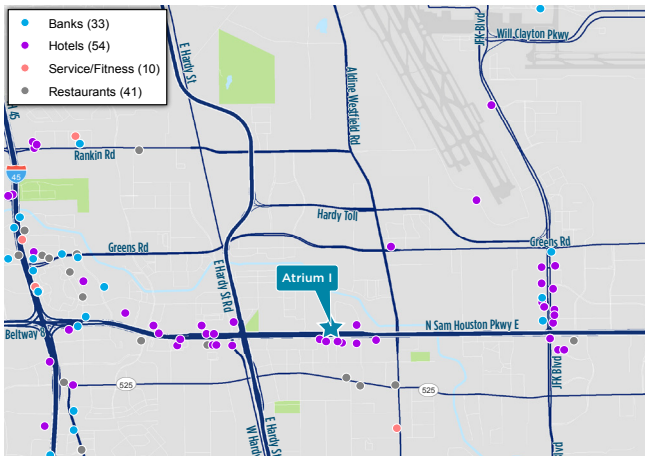 Banks (33)
Hotels (54)
Service/Fitness (10)
Restaurants (41)
E Hardy St
Aldine Westfield Rd
JFK Blvd
Will Clayton Pkwy
45
Rankin Rd
Hardy Toll
Greens Rd
Greens Rd
E Hardy St Rd
Atrium I
N Sam Houston Pkwy E
Beltway 8
JFK Blvd
525
525
E Hardy St
W Hardy
Blvd